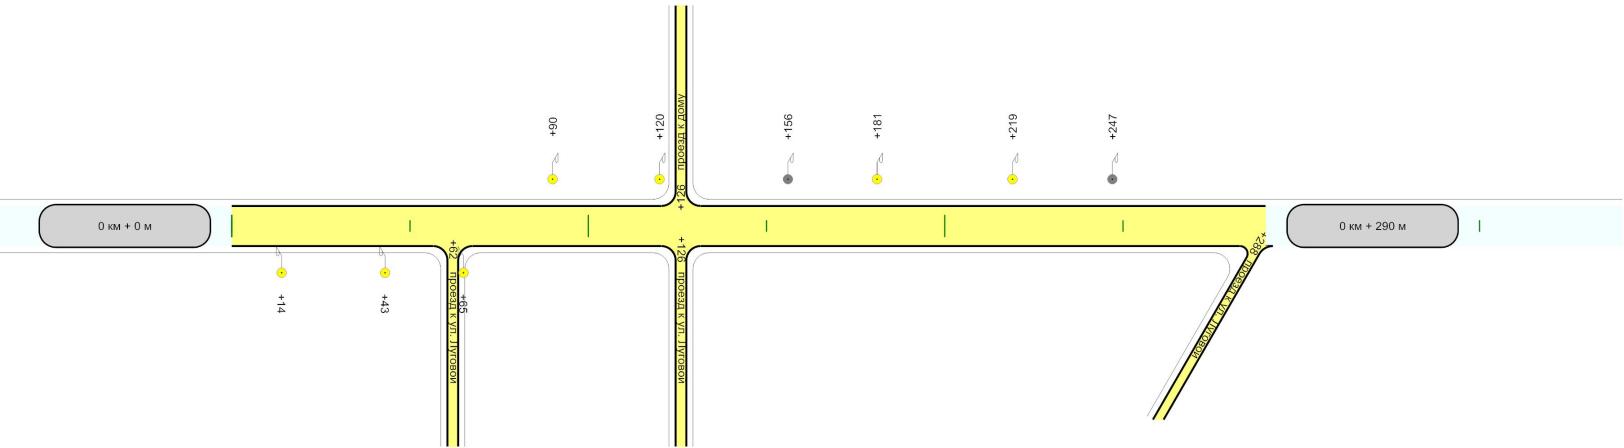 +90
+120
+156
+181
+219
+247
проезд к дому
+126
0 км + 0 м
0 км + 290 м
+62 проезд к ул. Луговой
+126 проезд к ул. Луговой
+288 проезд к ул. Луговой
+14
+43
+65